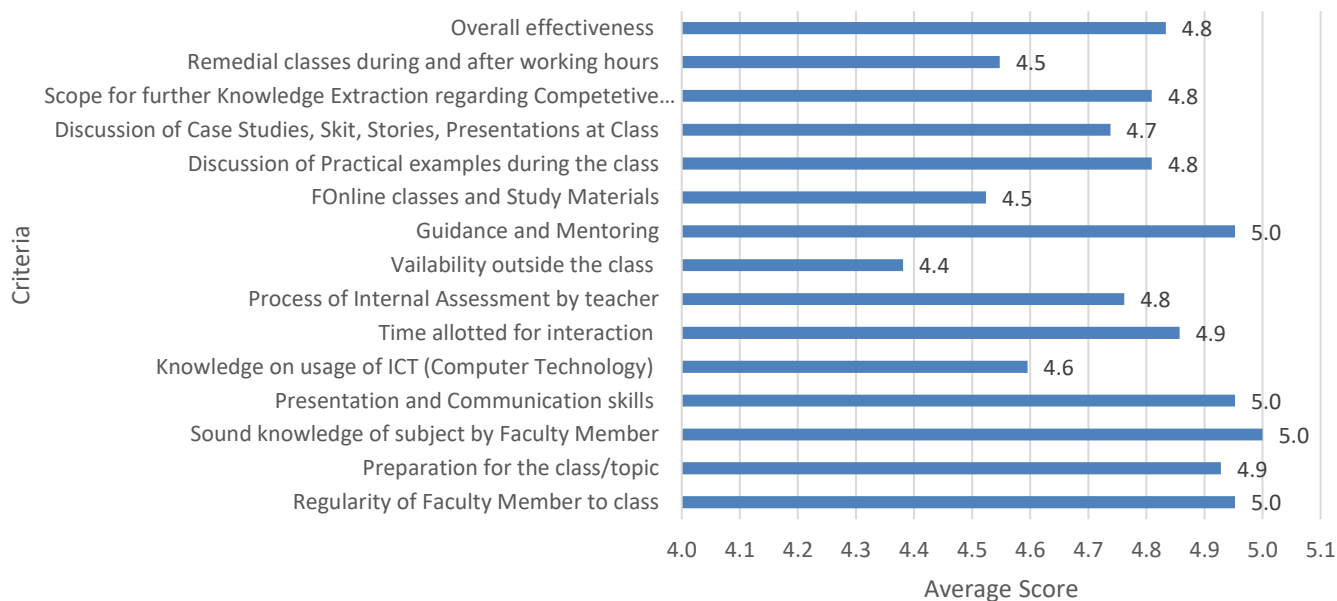 Overall effectiveness 4.8
Remedial classes during and after working hours 4.5
Scope for further Knowledge Extraction regarding Competetive... 4.8
Discussion of Case Studies, Skit, Stories, Presentations at Class 4.7
Discussion of Practical examples during the class 4.8
FOnline classes and Study Materials 4.5
Guidance and Mentoring 5.0
Vailability outside the class 4.4
Process of Internal Assessment by teacher 4.8
Time allotted for interaction 4.9
Knowledge on usage of ICT (Computer Technology) 4.6
Presentation and Communication skills 5.0
Sound knowledge of subject by Faculty Member 5.0
Preparation for the class/topic 4.9
Regularity of Faculty Member to class 5.0
Criteria
4.0 4.1 4.2 4.3 4.4 4.5 4.6 4.7 4.8 4.9 5.0 5.1
Average Score